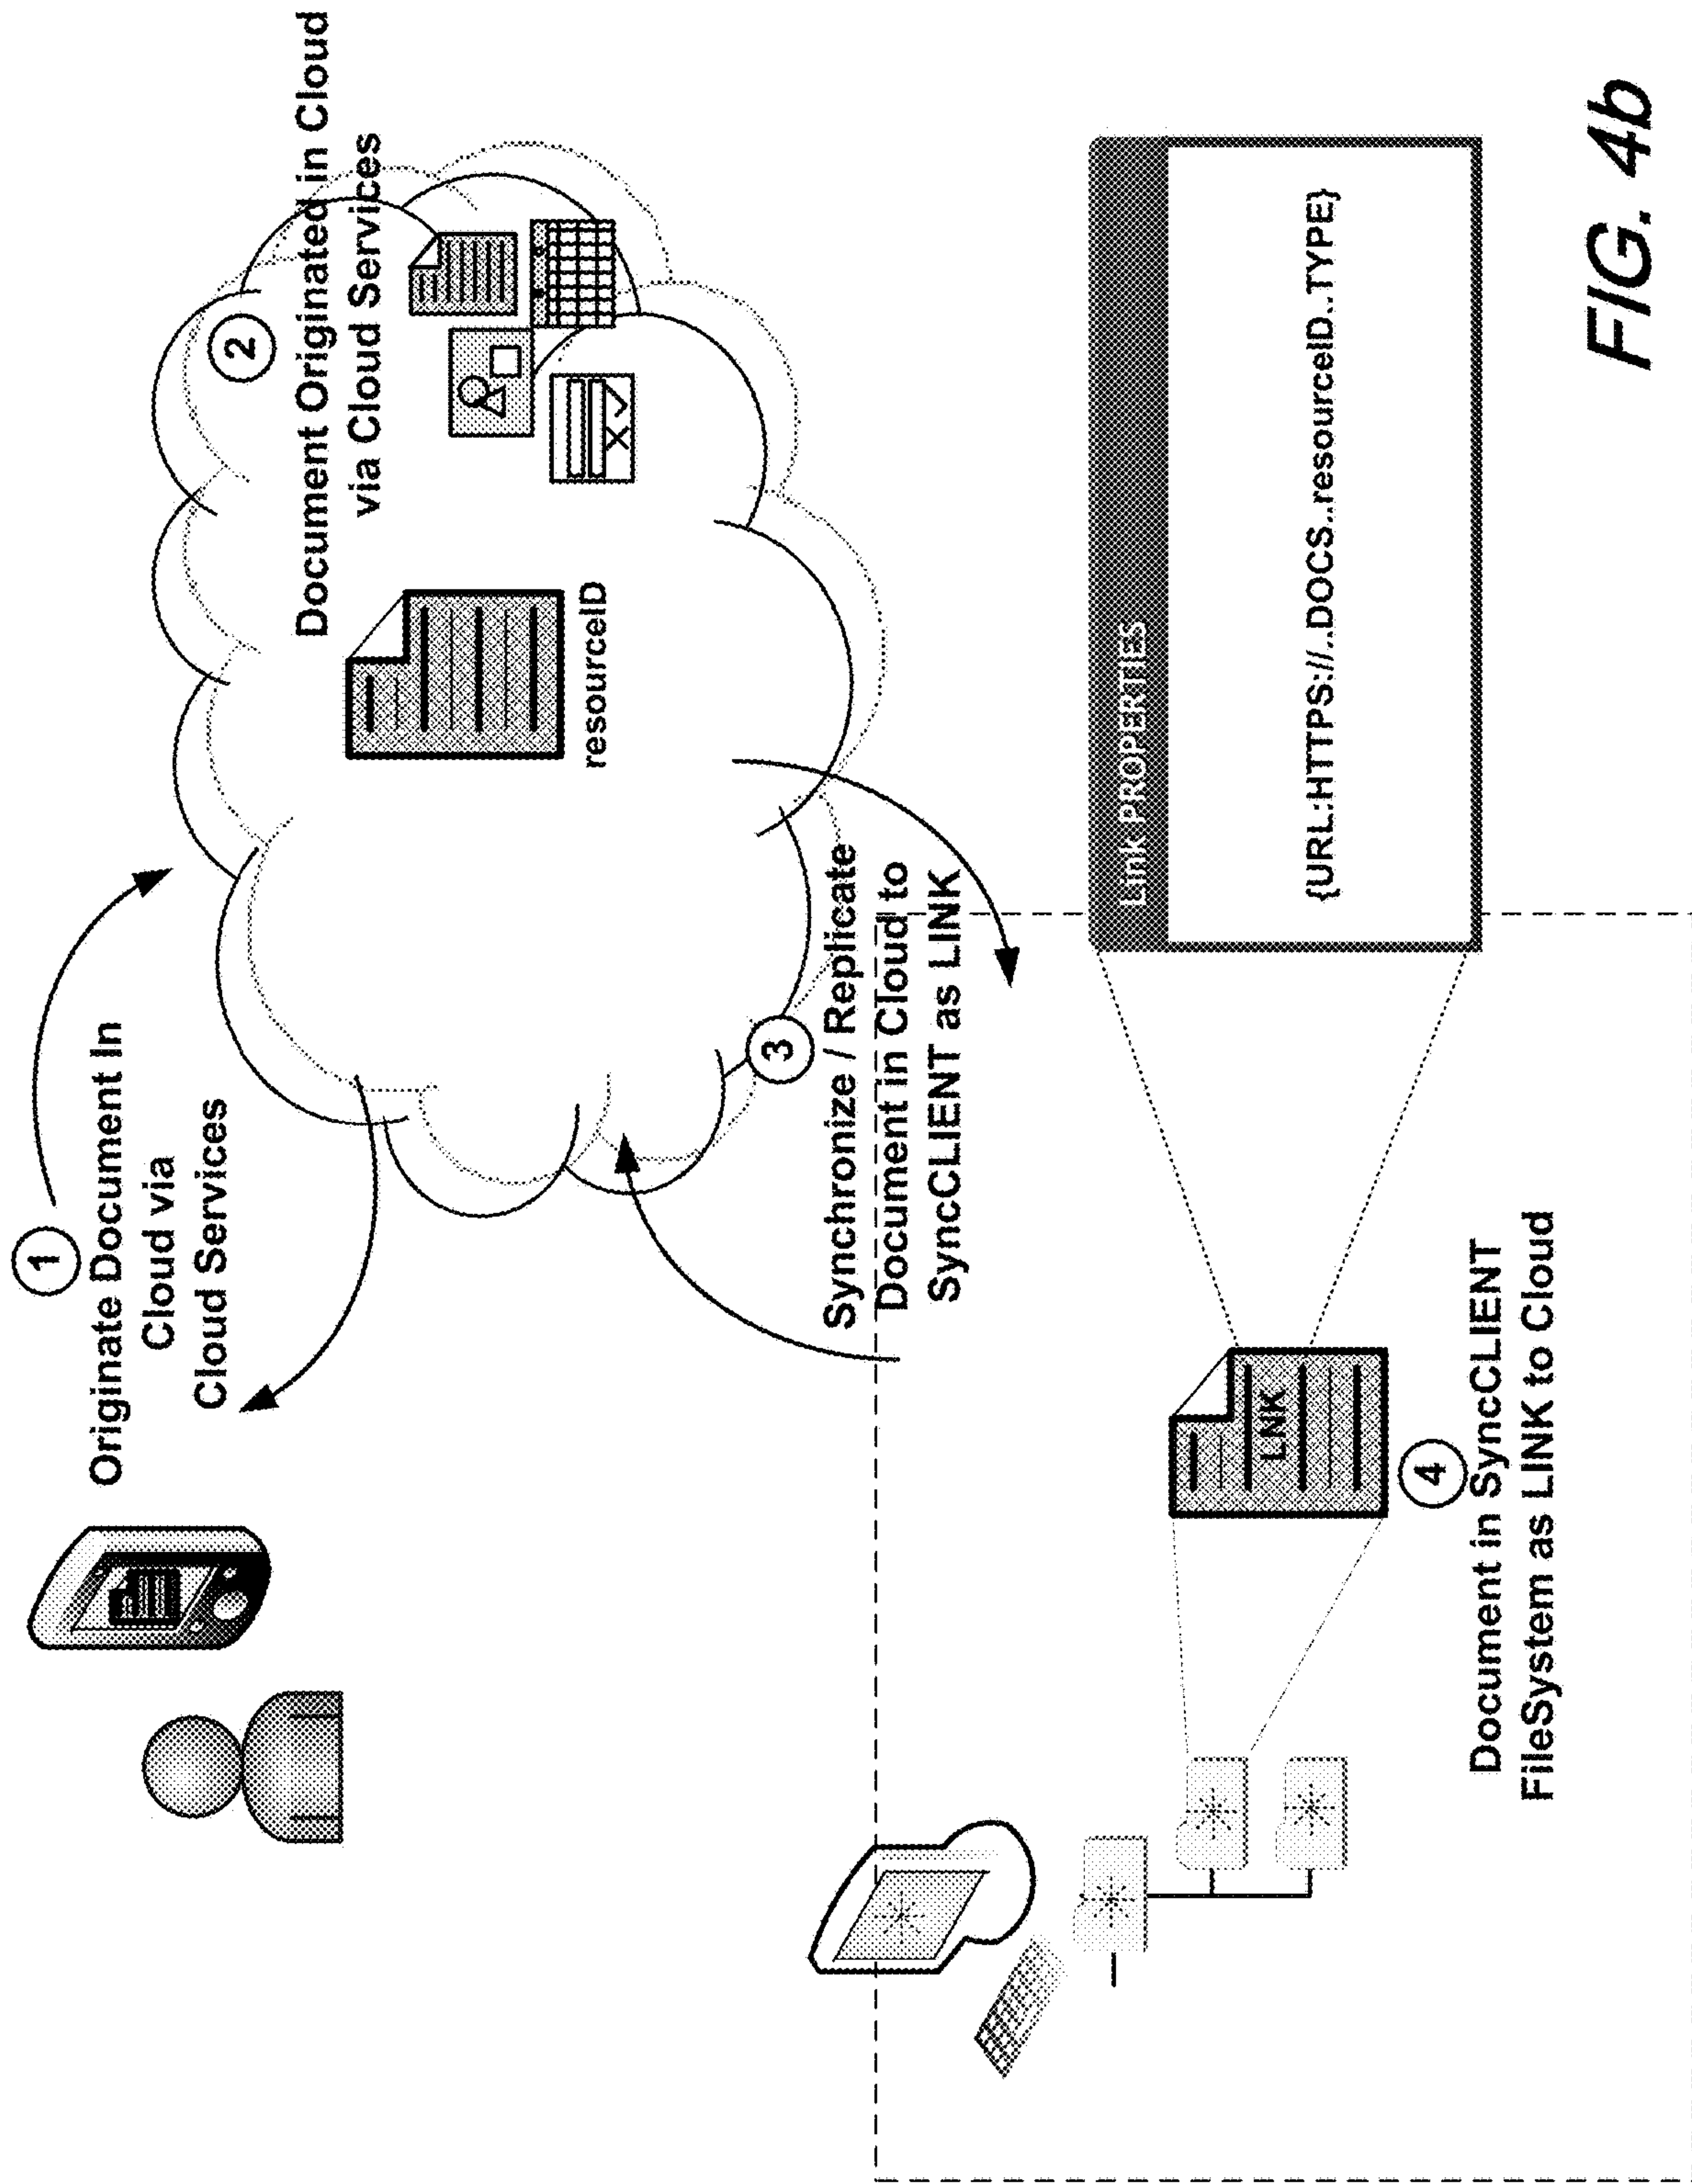 1
Originate Document In
Cloud via
Cloud Services
2
Document Originated in Cloud
via Cloud Services
resourceID
3
Synchronize / Replicate
Document in Cloud to
SyncCLIENT as LINK
Link PROPERTIES
{URL:HTTPS://..DOCS..resourceID..TYPE}
LNK
4
Document in SyncCLIENT
FileSystem as LINK to Cloud
FIG. 4b